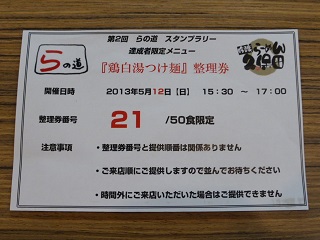 第2回 らの道 スタンプラリー
達成者限定メニュー
らの道
『鶏白湯つけ麺』整理券
開催日時 2013年5月12日【日】 15：30 ～ 17：00
整理券番号 21 /50食限定
注意事項 ・整理券番号と提供順番は関係ありません
・ご来店順にご提供しますので並んでお待ちください
・時間外にご来店いただいた場合はご提供できません